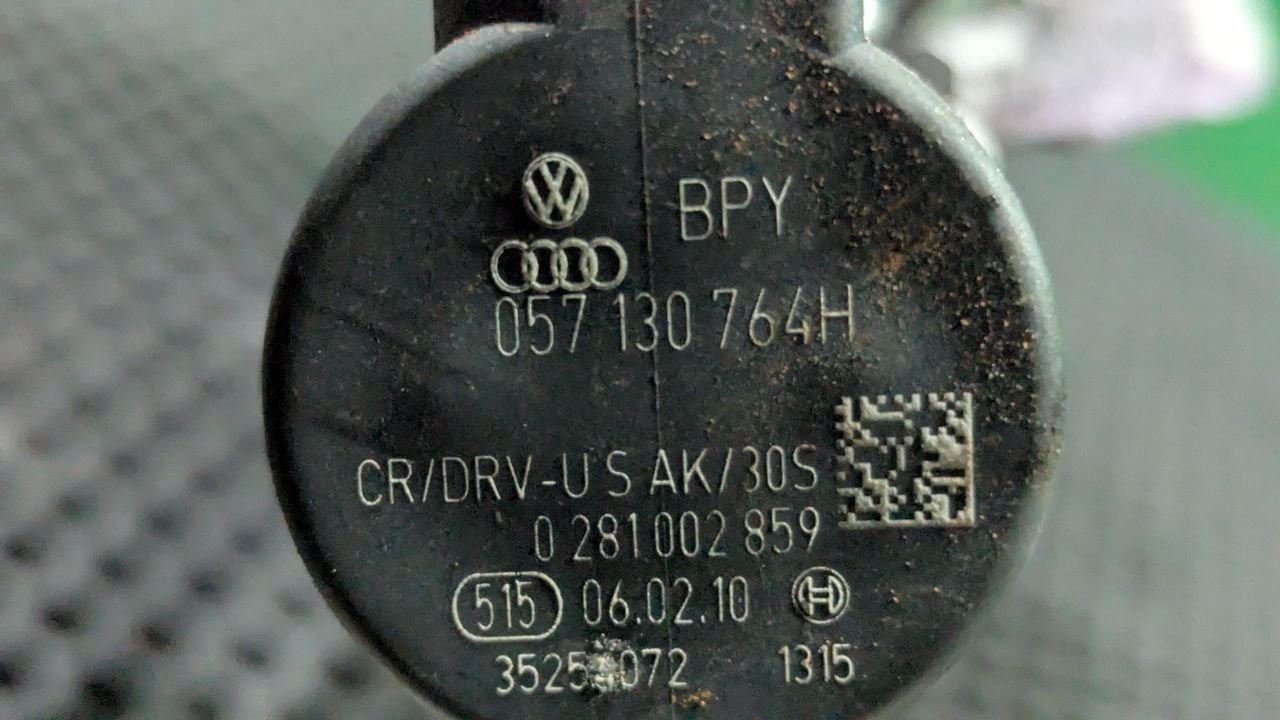 BPY
057 130 764H
CR/DRV-U S AK/30S
0 281 002 859
515 06.02.10
1315